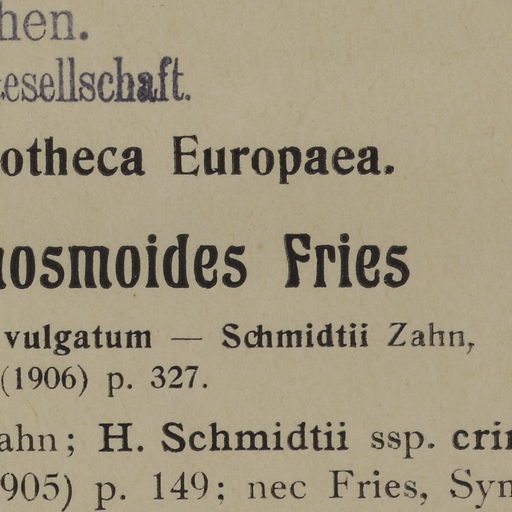 hen.
esellschaft.
otheca Europaea.
osmoides Fries
vulgatum — Schmidtii Zahn,
(1906) p. 327.
ahn; H. Schmidtii ssp. cri
905) p. 149; nec Fries, Syn